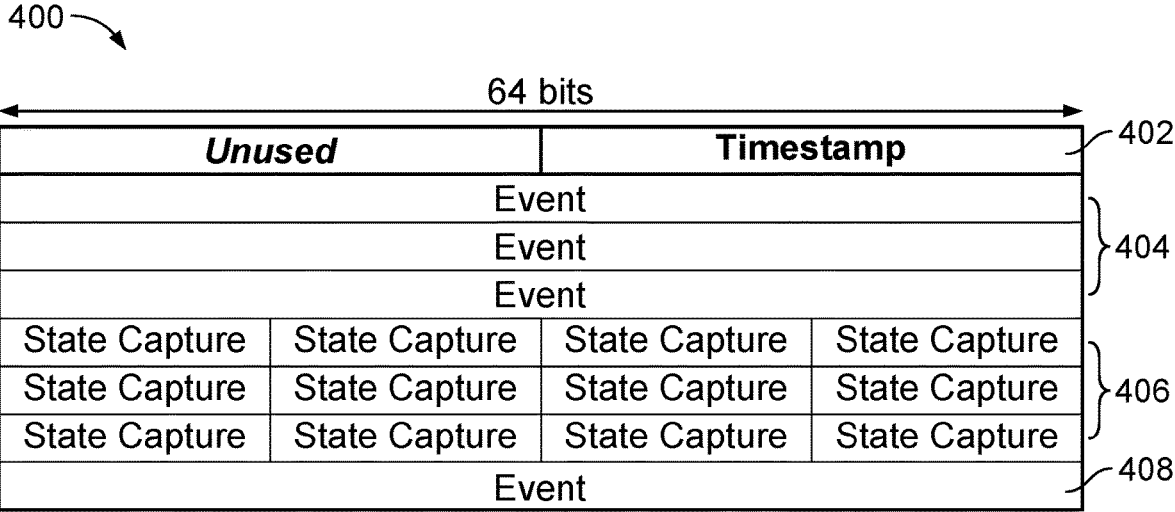 400
64 bits
Unused Timestamp 402
Event
Event 404
Event
State Capture State Capture State Capture State Capture
State Capture State Capture State Capture State Capture 406
State Capture State Capture State Capture State Capture
Event 408